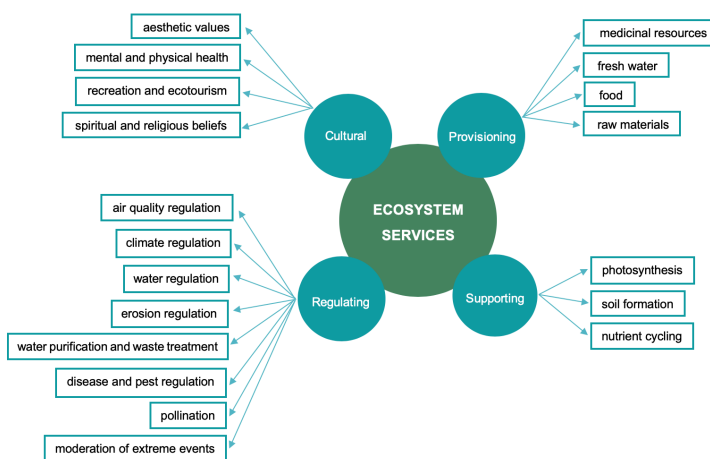 aesthetic values
mental and physical health
recreation and ecotourism
spiritual and religious beliefs
Cultural
medicinal resources
fresh water
food
raw materials
Provisioning
ECOSYSTEM
SERVICES
air quality regulation
climate regulation
water regulation
erosion regulation
water purification and waste treatment
disease and pest regulation
pollination
moderation of extreme events
Regulating
Supporting
photosynthesis
soil formation
nutrient cycling